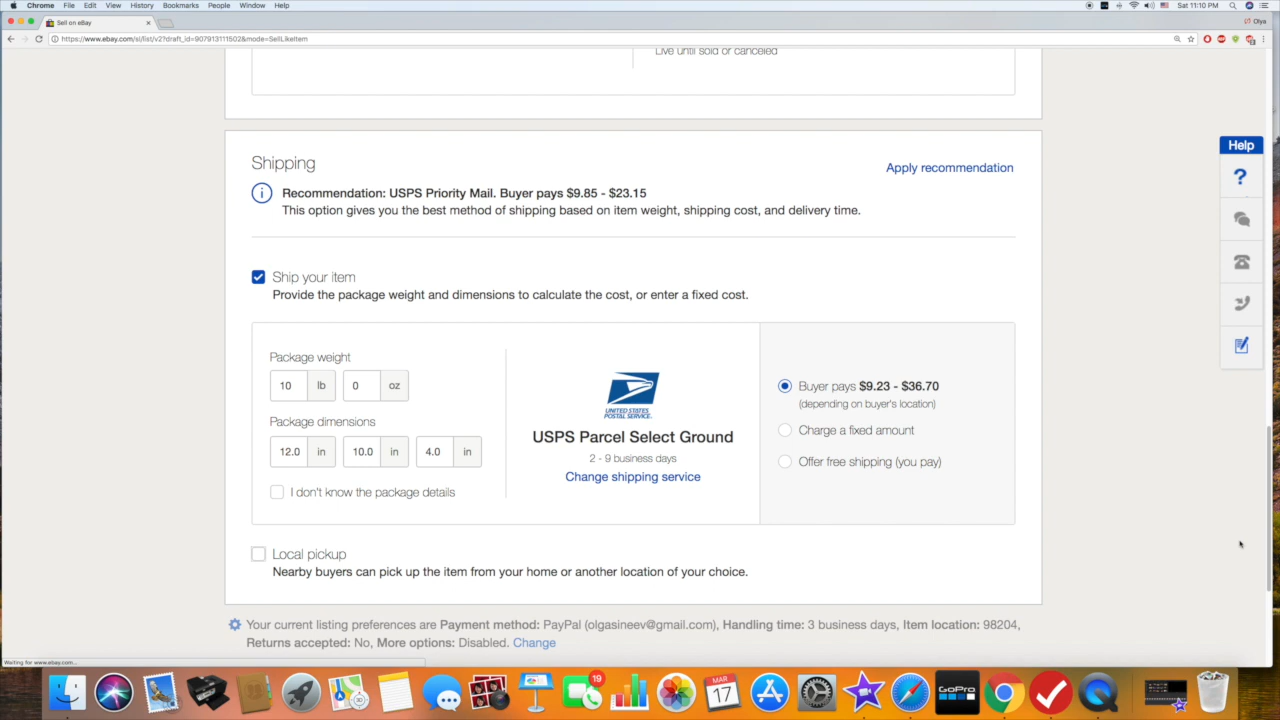 Chrome File Edit View History Bookmarks People Window Help
Sat 11:10 PM
Sell on eBay
Olya
https://www.ebay.com/sl/list/v2?draft_id=907913111502&mode=SellLikeItem
Live until sold or canceled
Help
Shipping
Apply recommendation
Recommendation: USPS Priority Mail. Buyer pays $9.85 - $23.15
This option gives you the best method of shipping based on item weight, shipping cost, and delivery time.
Ship your item
Provide the package weight and dimensions to calculate the cost, or enter a fixed cost.
Package weight
10 lb 0 oz
Package dimensions
12.0 in 10.0 in 4.0 in
I don't know the package details
UNITED STATES
POSTAL SERVICE
USPS Parcel Select Ground
2 - 9 business days
Change shipping service
Buyer pays $9.23 - $36.70
(depending on buyer's location)
Charge a fixed amount
Offer free shipping (you pay)
Local pickup
Nearby buyers can pick up the item from your home or another location of your choice.
Your current listing preferences are Payment method: PayPal (olgasineev@gmail.com), Handling time: 3 business days, Item location: 98204,
Returns accepted: No, More options: Disabled. Change
Waiting for www.ebay.com...
19
MAR
17
GoPro